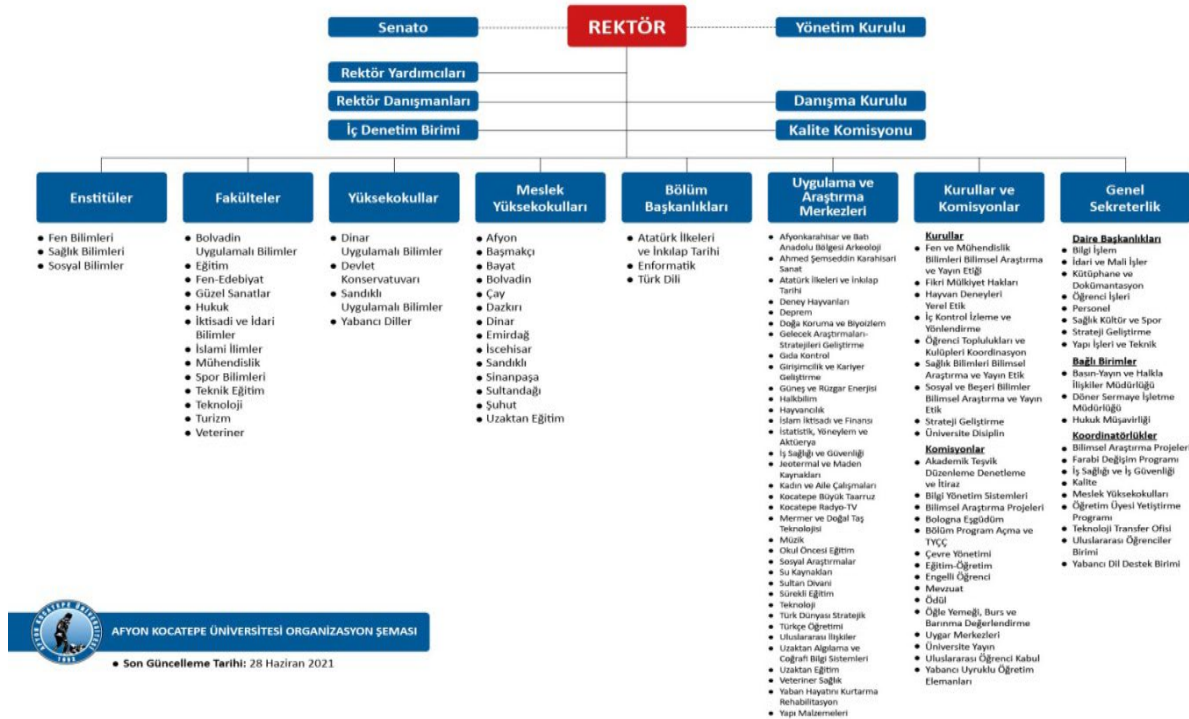 Senato
REKTÖR
Yönetim Kurulu
Rektör Yardımcıları
Rektör Danışmanları
Danışma Kurulu
İç Denetim Birimi
Kalite Komisyonu
Enstitüler
• Fen Bilimleri
• Sağlık Bilimleri
• Sosyal Bilimler
Fakülteler
• Bolvadin
Uygulamalı Bilimler
• Eğitim
• Fen-Edebiyat
• Güzel Sanatlar
• Hukuk
• İktisadi ve İdari
Bilimler
• İslami İlimler
• Mühendislik
• Spor Bilimleri
• Teknik Eğitim
• Teknoloji
• Turizm
• Veteriner
Yüksekokullar
• Dinar
Uygulamalı Bilimler
• Devlet
Konservatuvarı
• Sandıklı
Uygulamalı Bilimler
• Yabancı Diller
Meslek
Yüksekokulları
• Afyon
• Başmakçı
• Bayat
• Bolvadin
• Çay
• Dazkırı
• Dinar
• Emirdağ
• İscehisar
• Sandıklı
• Sinanpaşa
• Sultandağı
• Şuhut
• Uzaktan Eğitim
Bölüm
Başkanlıkları
• Atatürk İlkeleri
ve İnkılap Tarihi
• Enformatik
• Türk Dili
Uygulama ve
Araştırma
Merkezleri
• Afyonkarahisar ve Batı
Anadolu Bölgesi Arkeoloji
• Ahmed Şemseddin Karahisari
Sanat
• Atatürk İlkeleri ve İnkılap
Tarihi
• Deney Hayvanları
• Deprem
• Doğa Koruma ve Biyoizlem
• Gelecek Araştırmaları-
Stratejileri Geliştirme
• Gıda Kontrol
• Girişimcilik ve Kariyer
Geliştirme
• Güneş ve Rüzgar Enerjisi
• Halkbilim
• Hayvancılık
• İslam İktisadı ve Finansı
• İstatistik, Yöneylem ve
Aktüerya
• İş Sağlığı ve Güvenliği
• Jeotermal ve Maden
Kaynakları
• Kadın ve Aile Çalışmaları
• Kocatepe Büyük Taarruz
• Kocatepe Radyo-TV
• Mermer ve Doğal Taş
Teknolojisi
• Müzik
• Okul Öncesi Eğitim
• Sosyal Araştırmalar
• Su Kaynakları
• Sultan Divani
• Sürekli Eğitim
• Teknoloji
• Türk Dünyası Stratejik
• Türkçe Öğretimi
• Uluslararası İlişkiler
• Uzaktan Algılama ve
Coğrafi Bilgi Sistemleri
• Uzaktan Eğitim
• Veteriner Sağlık
• Yaban Hayatını Kurtarma
Rehabilitasyon
• Yapı Malzemeleri
Kurullar ve
Komisyonlar
Kurullar
• Fen ve Mühendislik
Bilimleri Bilimsel Araştırma
ve Yayın Etiği
• Fikri Mülkiyet Hakları
• Hayvan Deneyleri
Yerel Etik
• İç Kontrol İzleme ve
Yönlendirme
• Öğrenci Toplulukları ve
Kulüpleri Koordinasyon
• Sağlık Bilimleri Bilimsel
Araştırma ve Yayın Etik
• Sosyal ve Beşeri Bilimler
Bilimsel Araştırma ve Yayın
Etik
• Strateji Geliştirme
• Üniversite Disiplin
Komisyonlar
• Akademik Teşvik
Düzenleme Denetleme
ve İtiraz
• Bilgi Yönetim Sistemleri
• Bilimsel Araştırma Projeleri
• Bologna Eşgüdüm
• Bölüm Program Açma ve
TYÇÇ
• Çevre Yönetimi
• Eğitim-Öğretim
• Engelli Öğrenci
• Mevzuat
• Ödül
• Öğle Yemeği, Burs ve
Barınma Değerlendirme
• Uygar Merkezleri
• Üniversite Yayın
• Uluslararası Öğrenci Kabul
• Yabancı Uyruklu Öğretim
Elemanları
Genel
Sekreterlik
Daire Başkanlıkları
• Bilgi İşlem
• İdari ve Mali İşler
• Kütüphane ve
Dokümantasyon
• Öğrenci İşleri
• Personel
• Sağlık Kültür ve Spor
• Strateji Geliştirme
• Yapı İşleri ve Teknik
Bağlı Birimler
• Basın-Yayın ve Halkla
İlişkiler Müdürlüğü
• Döner Sermaye İşletme
Müdürlüğü
• Hukuk Müşavirliği
Koordinatörlükler
• Bilimsel Araştırma Projeleri
• Farabi Değişim Programı
• İş Sağlığı ve İş Güvenliği
• Kalite
• Meslek Yüksekokulları
• Öğretim Üyesi Yetiştirme
Programı
• Teknoloji Transfer Ofisi
• Uluslararası Öğrenciler
Birimi
• Yabancı Dil Destek Birimi
AFYON KOCATEPE ÜNİVERSİTESİ
1992
AFYON KOCATEPE ÜNİVERSİTESİ ORGANİZASYON ŞEMASI
• Son Güncelleme Tarihi: 28 Haziran 2021